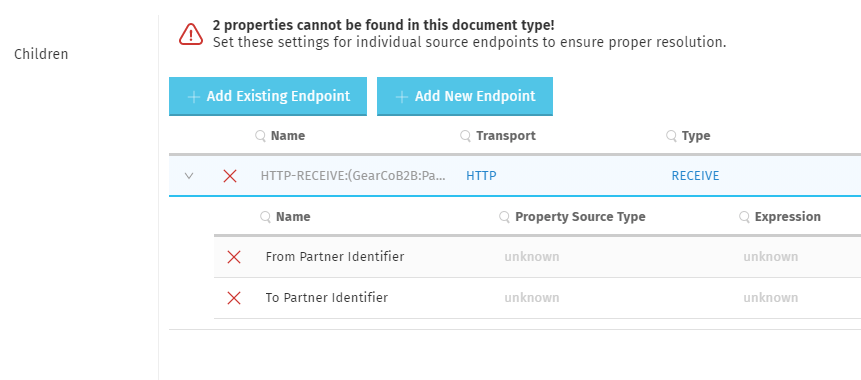 2 properties cannot be found in this document type!
Set these settings for individual source endpoints to ensure proper resolution.
Children
Add Existing Endpoint
Add New Endpoint
Name Transport Type
HTTP-RECEIVE:(GearCoB2B:Pa... HTTP RECEIVE
Name Property Source Type Expression
From Partner Identifier unknown unknown
To Partner Identifier unknown unknown